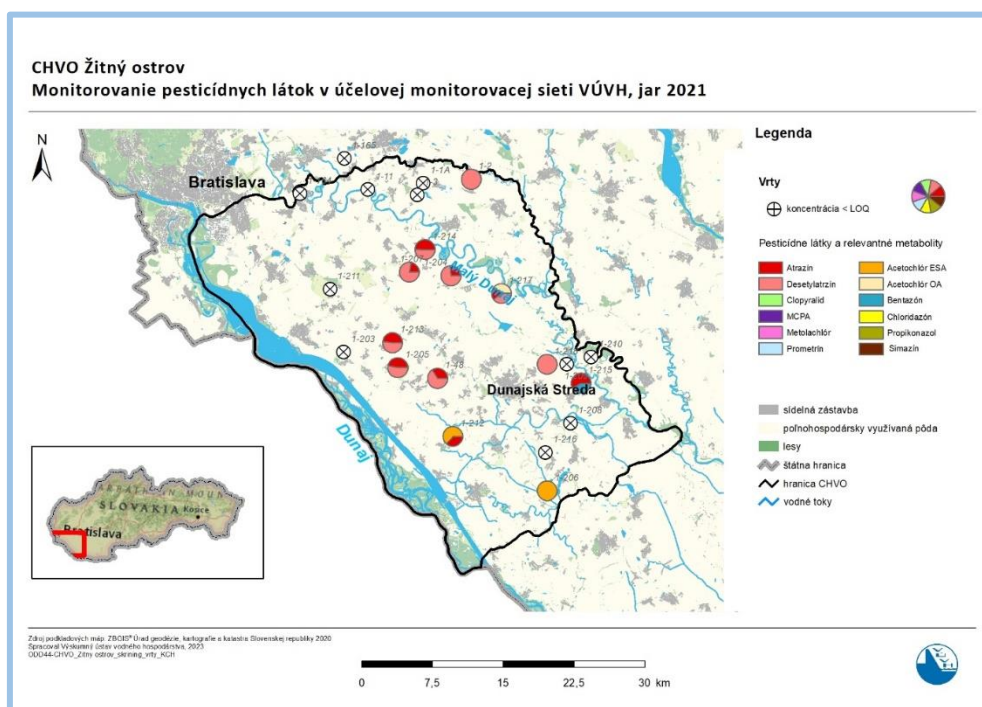 CHVO Žitný ostrov
Monitorovanie pesticídnych látok v účelovej monitorovacej sieti VÚVH, jar 2021
N
Legenda
Vrty
koncentrácia < LOQ
Pesticídne látky a relevantné metabolity
Atrazín
Desetylatrzin
Clopyralid
MCPA
Metolachlór
Prometrín
Acetochlór ESA
Acetochlór OA
Bentazón
Chloridazón
Propikonazol
Simazín
sídelná zástavba
poľnohospodársky využívaná pôda
lesy
štátna hranica
hranica CHVO
vodné toky
1-165
Bratislava
1-11
1-1A
1-2
1-214
1-207
1-204
Malý Dunaj
1-217
1-211
1-203
1-213
1-205
1-18
1-210
1-215
Dunajská Streda
1-208
1-212
1-216
1-206
Dunaj
SLOVAKIA
Košice
Bratislava
Zdroj podkladových máp: ZBGIS® Úrad geodézie, kartografie a katastra Slovenskej republiky 2020
Spracoval Výskumný ústav vodného hospodárstva, 2023
ODD44-CHVO_Zitny ostrov_skrining_vrty_KCH
0 7,5 15 22,5 30 km